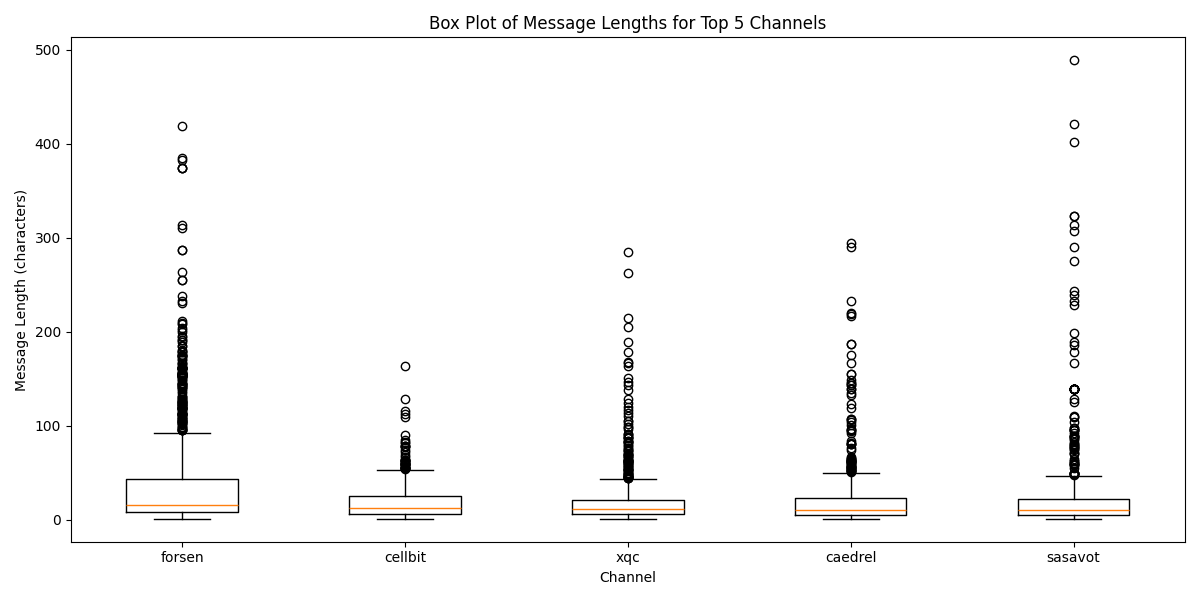 Box Plot of Message Lengths for Top 5 Channels
500
400
300
200
100
0
Message Length (characters)
forsen cellbit xqc caedrel sasavot
Channel